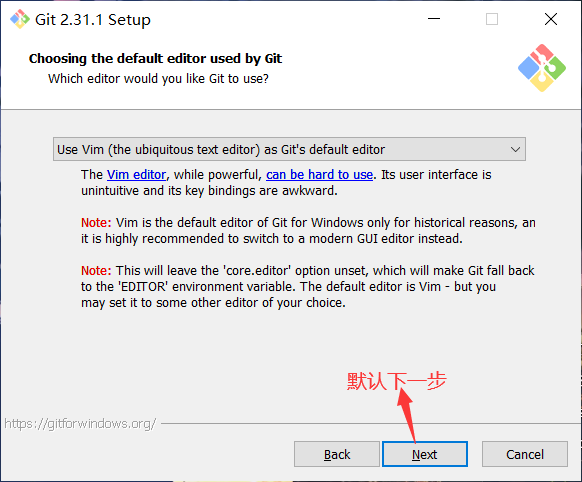 Git 2.31.1 Setup
Choosing the default editor used by Git
Which editor would you like Git to use?
Use Vim (the ubiquitous text editor) as Git's default editor
The Vim editor, while powerful, can be hard to use. Its user interface is
unintuitive and its key bindings are awkward.
Note: Vim is the default editor of Git for Windows only for historical reasons, an
it is highly recommended to switch to a modern GUI editor instead.
Note: This will leave the 'core.editor' option unset, which will make Git fall back
to the 'EDITOR' environment variable. The default editor is Vim - but you
may set it to some other editor of your choice.
默认下一步
https://gitforwindows.org/
Back
Next
Cancel